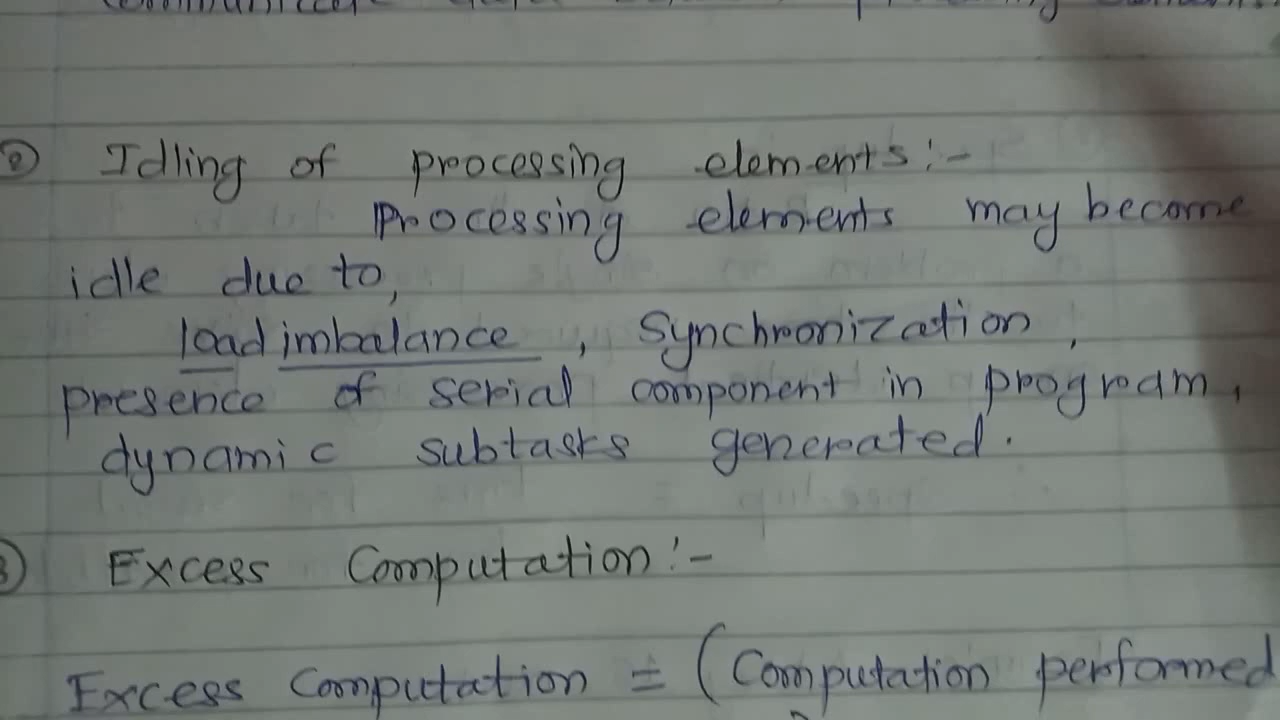 ② Idling of processing elements:-
Processing elements may become
idle due to,
load imbalance, Synchronization,
presence of serial component in program,
dynamic subtasks generated.
③ Excess Computation:-
Excess Computation = (Computation performed